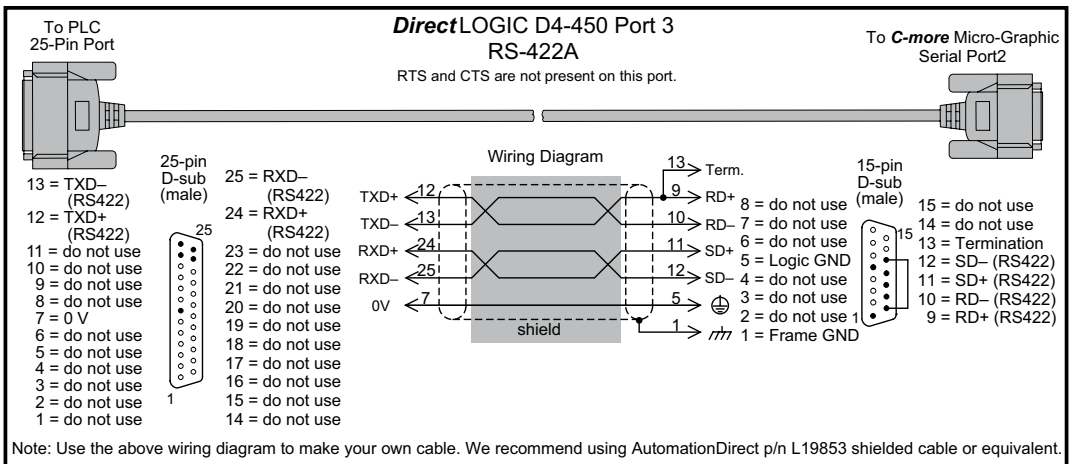 To PLC
25-Pin Port
DirectLOGIC D4-450 Port 3
RS-422A
RTS and CTS are not present on this port.
To C-more Micro-Graphic
Serial Port2
13 = TXD–
(RS422)
12 = TXD+
(RS422)
11 = do not use
10 = do not use
9 = do not use
8 = do not use
7 = 0 V
6 = do not use
5 = do not use
4 = do not use
3 = do not use
2 = do not use
1 = do not use
25-pin
D-sub
(male)
25
1
25 = RXD–
(RS422)
24 = RXD+
(RS422)
23 = do not use
22 = do not use
21 = do not use
20 = do not use
19 = do not use
18 = do not use
17 = do not use
16 = do not use
15 = do not use
14 = do not use
Wiring Diagram
13 Term.
TXD+ 12 9 RD+
TXD– 13 10 RD–
RXD+ 24 11 SD+
RXD– 25 12 SD–
0V 7 5
shield
1
8 = do not use
7 = do not use
6 = do not use
5 = Logic GND
4 = do not use
3 = do not use
2 = do not use
1 = Frame GND
15-pin
D-sub
(male)
15
1
15 = do not use
14 = do not use
13 = Termination
12 = SD– (RS422)
11 = SD+ (RS422)
10 = RD– (RS422)
9 = RD+ (RS422)
Note: Use the above wiring diagram to make your own cable. We recommend using AutomationDirect p/n L19853 shielded cable or equivalent.